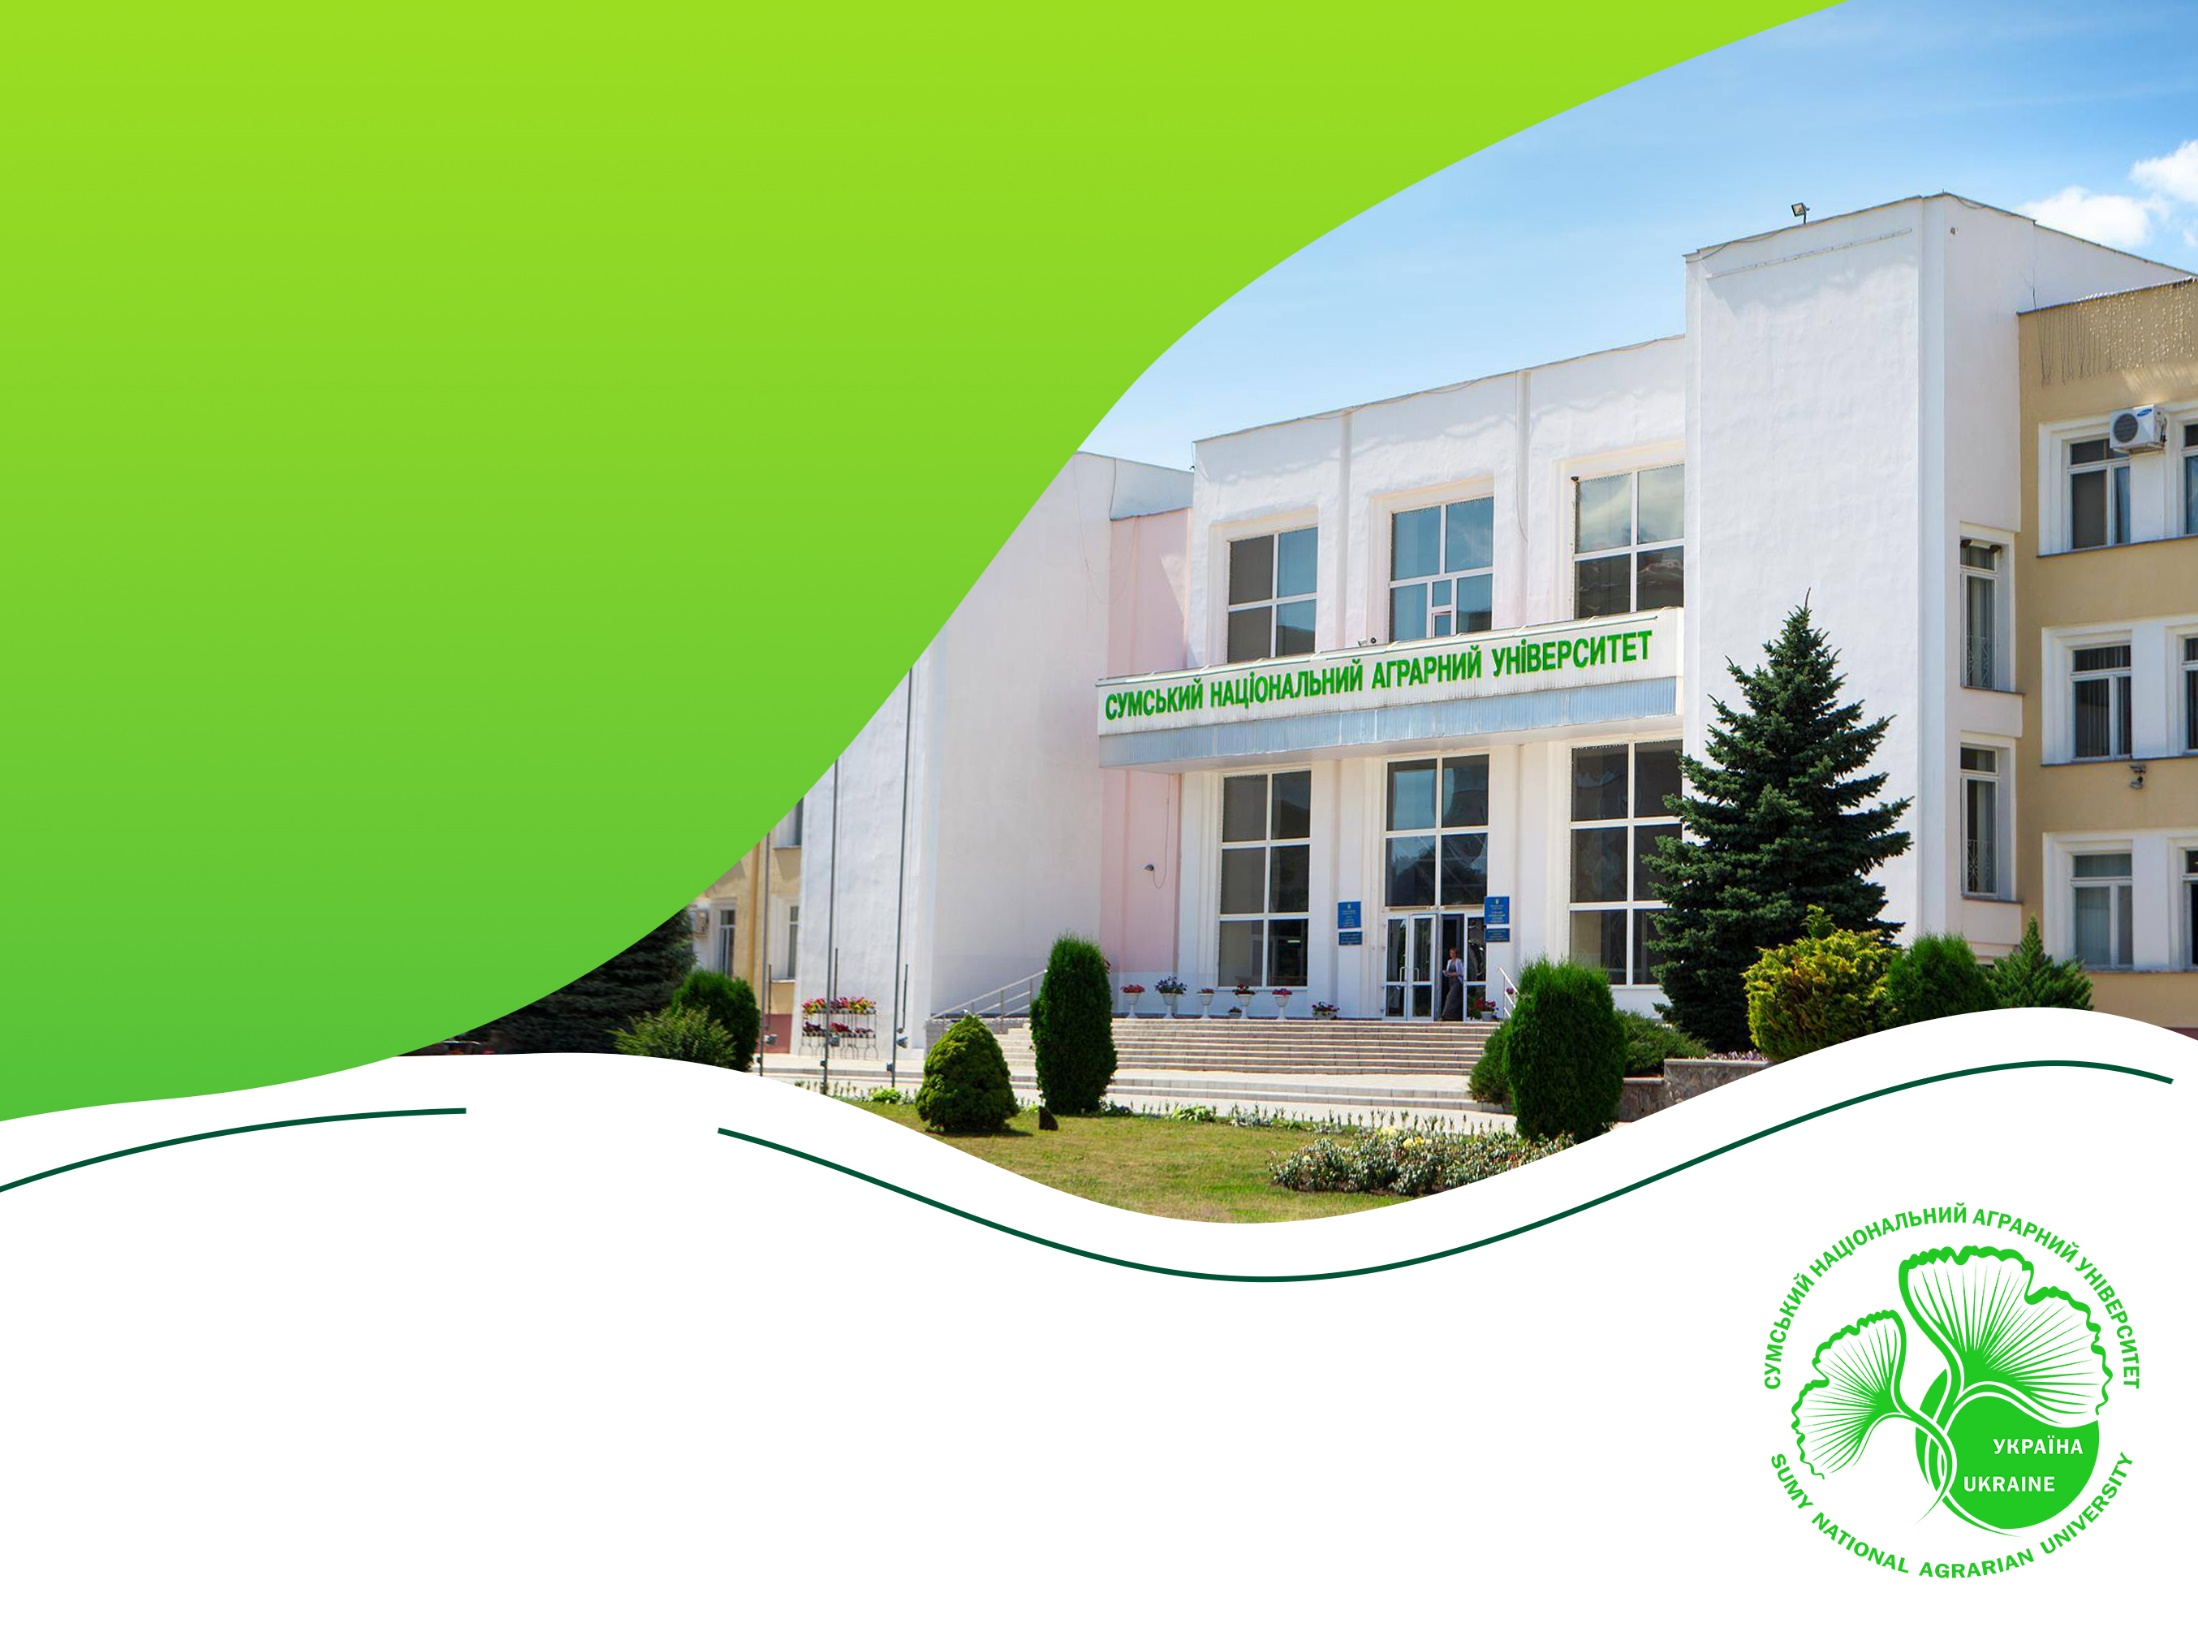 СУМСЬКИЙ НАЦІОНАЛЬНИЙ АГРАРНИЙ УНІВЕРСИТЕТ
СУМСЬКИЙ НАЦІОНАЛЬНИЙ АГРАРНИЙ УНІВЕРСИТЕТ
УКРАЇНА
UKRAINE
SUMY NATIONAL AGRARIAN UNIVERSITY